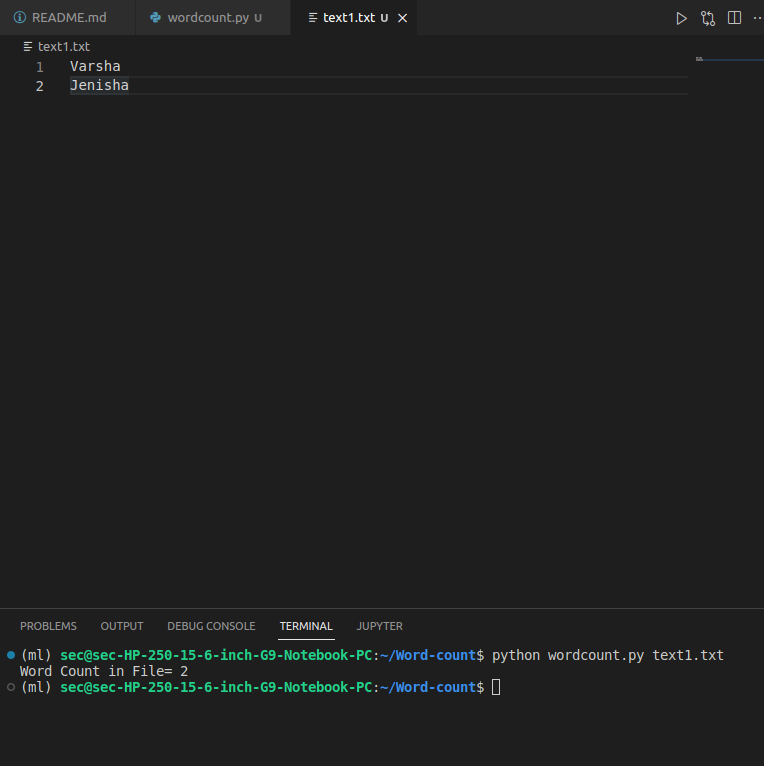 README.md wordcount.py U text1.txt U
text1.txt
1 Varsha
2 Jenisha
PROBLEMS OUTPUT DEBUG CONSOLE TERMINAL JUPYTER
(ml) sec@sec-HP-250-15-6-inch-G9-Notebook-PC:~/Word-count$ python wordcount.py text1.txt
Word Count in File= 2
(ml) sec@sec-HP-250-15-6-inch-G9-Notebook-PC:~/Word-count$